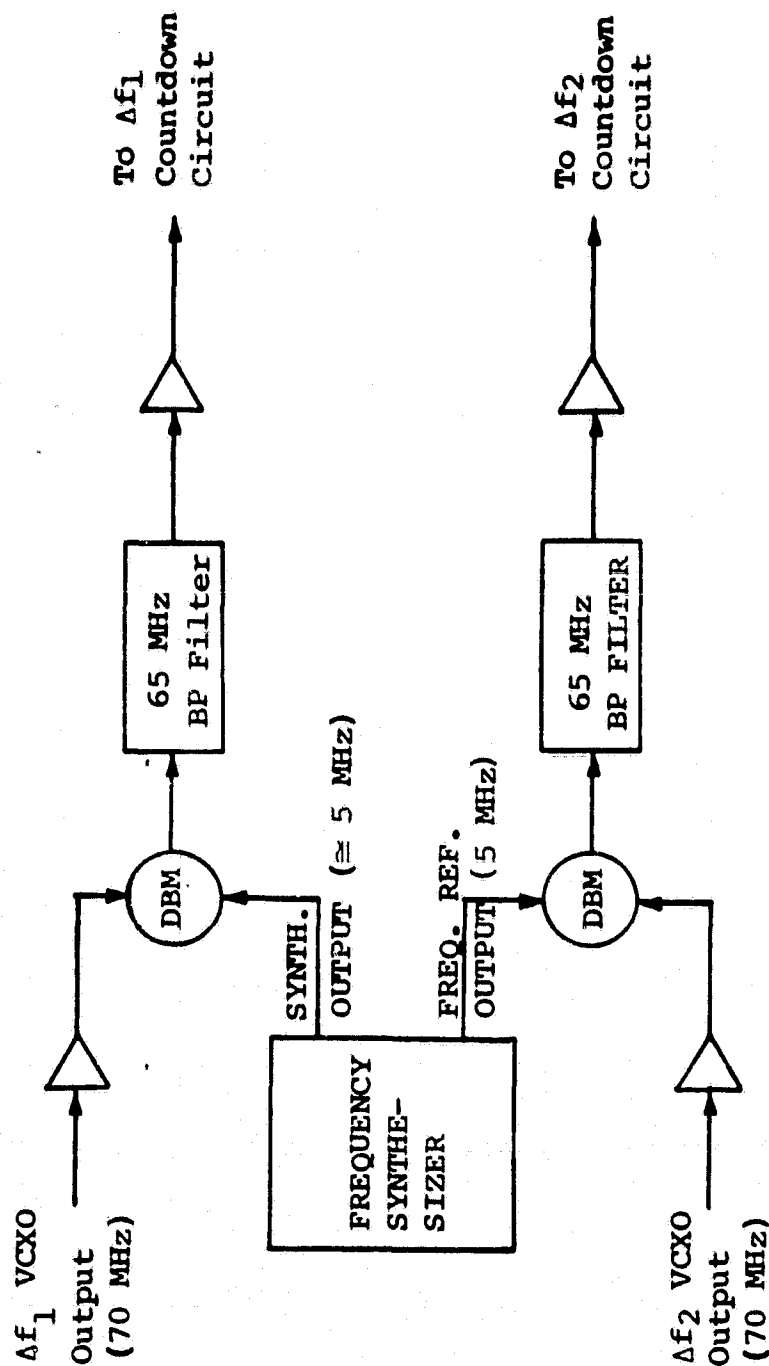 Δf₁ VCXO
Output
(70 MHz)
DBM
65 MHz
BP Filter
To Δf₁
Countdown
Circuit
FREQUENCY
SYNTHE-
SIZER
SYNTH.
OUTPUT (≅ 5 MHz)
FREQ. REF.
OUTPUT (5 MHz)
Δf₂ VCXO
Output
(70 MHz)
DBM
65 MHz
BP FILTER
To Δf₂
Countdown
Circuit